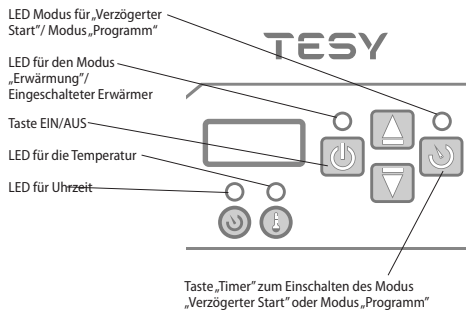 LED Modus für „Verzögerter
Start”/ Modus „Programm“
TESY
LED für den Modus
„Erwärmung”/
Eingeschalteter Erwärmer
Taste EIN/AUS
LED für die Temperatur
LED für Uhrzeit
Taste „Timer” zum Einschalten des Modus
„Verzögerter Start” oder Modus „Programm”